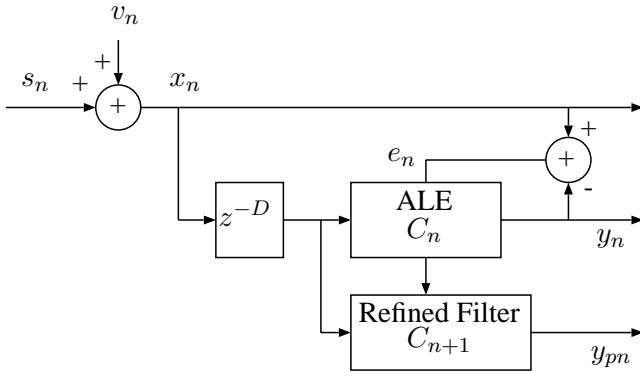 v_n
+
s_n
+
+
x_n
+
+
e_n
-
z^{-D}
ALE
C_n
y_n
Refined Filter
C_{n+1}
y_{pn}